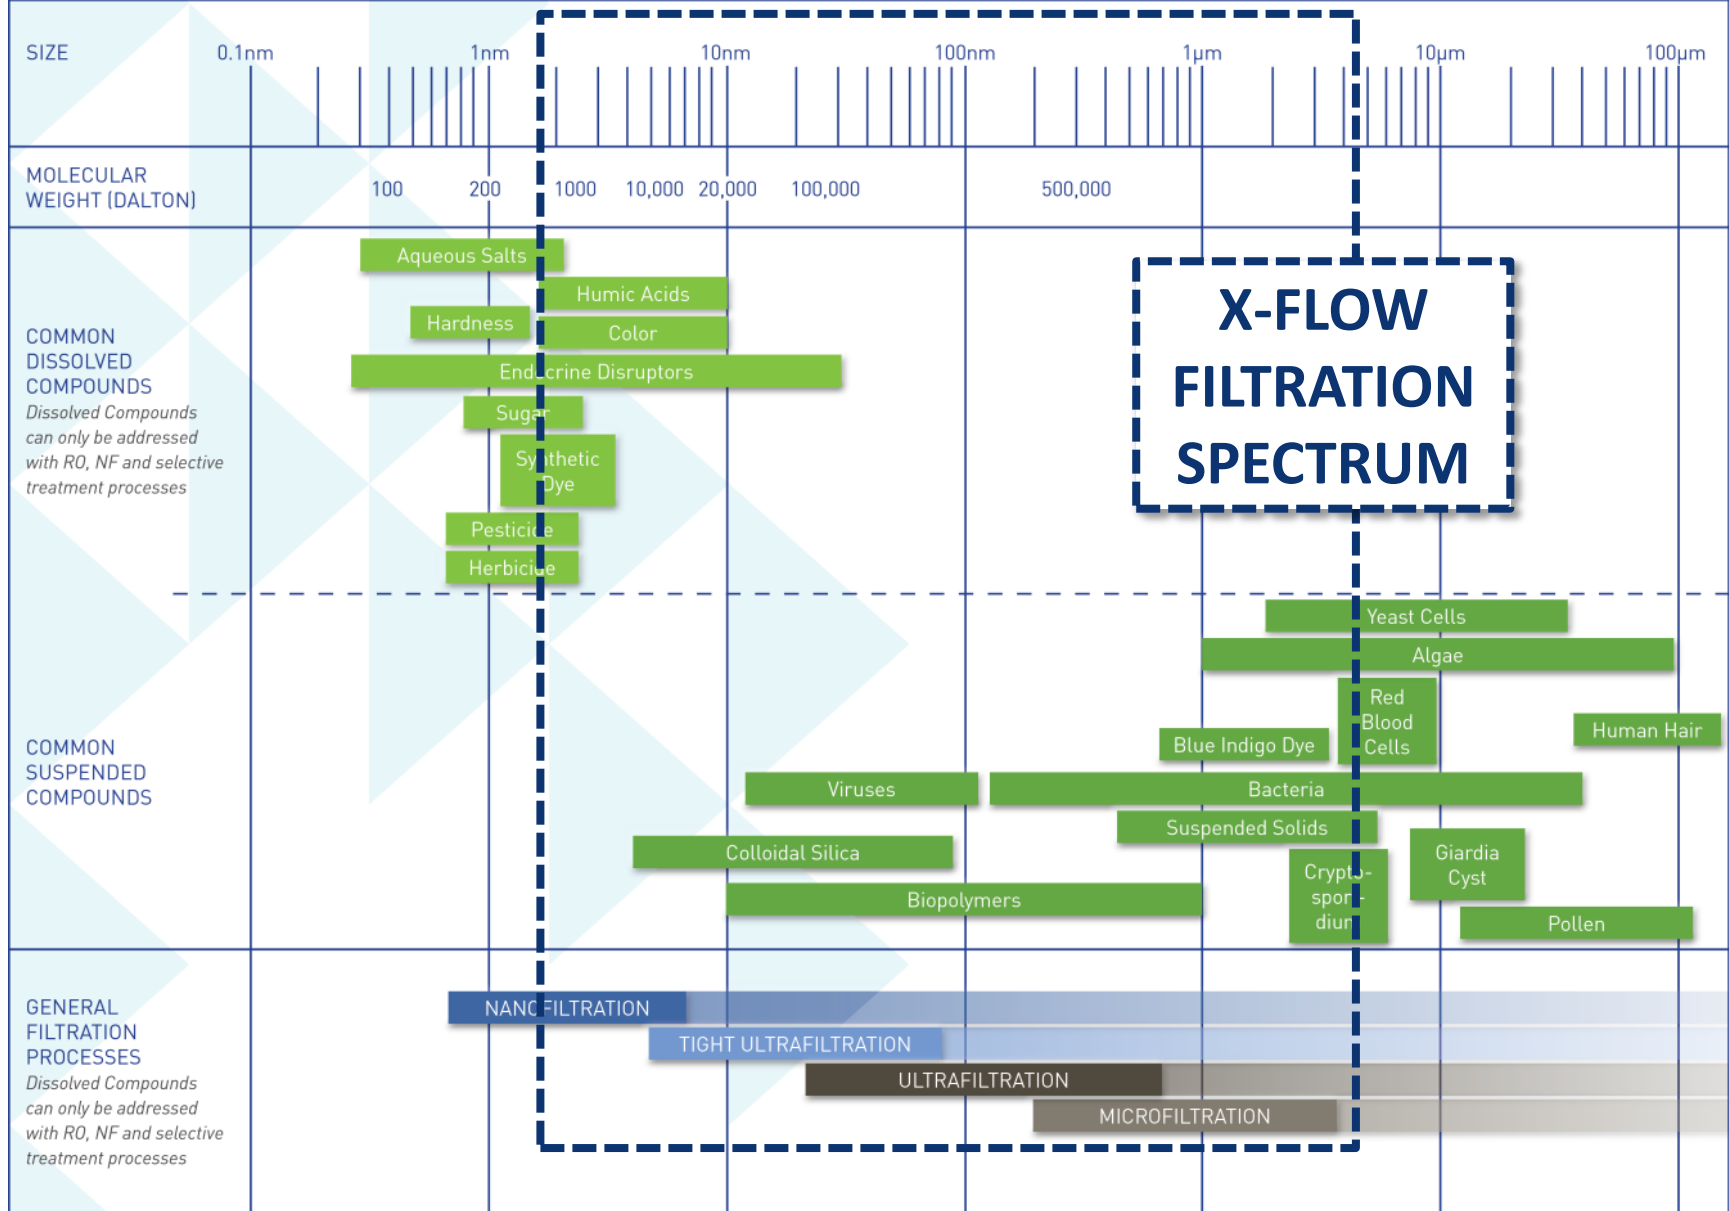 SIZE
0.1nm 1nm 10nm 100nm 1µm 10µm 100µm
MOLECULAR
WEIGHT (DALTON)
100 200 1000 10,000 20,000 100,000 500,000
COMMON
DISSOLVED
COMPOUNDS
Dissolved Compounds
can only be addressed
with RO, NF and selective
treatment processes
Aqueous Salts
Humic Acids
Hardness
Color
Endocrine Disruptors
Sugar
Synthetic
Dye
Pesticide
Herbicide
X-FLOW
FILTRATION
SPECTRUM
COMMON
SUSPENDED
COMPOUNDS
Yeast Cells
Algae
Red
Blood
Cells
Human Hair
Blue Indigo Dye
Viruses
Bacteria
Suspended Solids
Colloidal Silica
Giardia
Cyst
Crypto-
spori-
dium
Biopolymers
Pollen
GENERAL
FILTRATION
PROCESSES
Dissolved Compounds
can only be addressed
with RO, NF and selective
treatment processes
NANOFILTRATION
TIGHT ULTRAFILTRATION
ULTRAFILTRATION
MICROFILTRATION